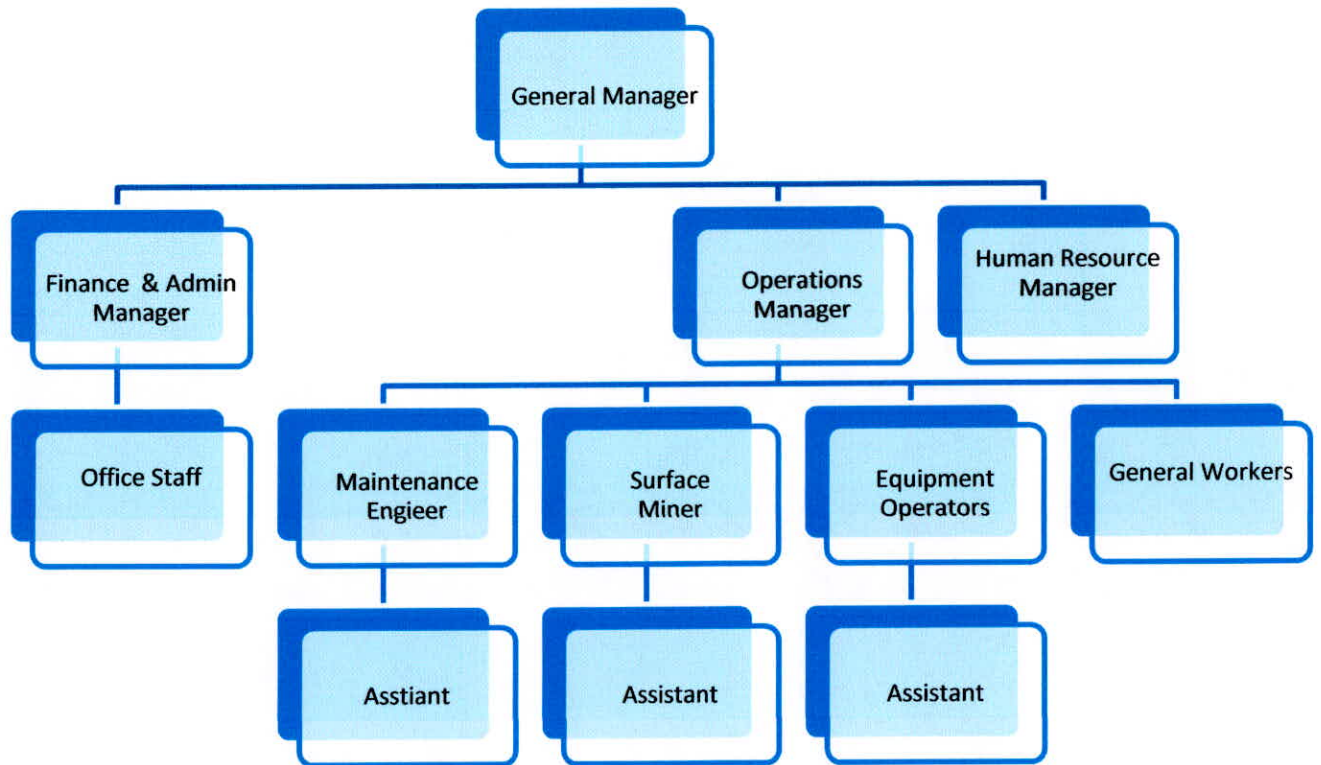 General Manager
Finance & Admin
Manager
Operations
Manager
Human Resource
Manager
Office Staff
Maintenance
Engieer
Surface
Miner
Equipment
Operators
General Workers
Asstiant
Assistant
Assistant